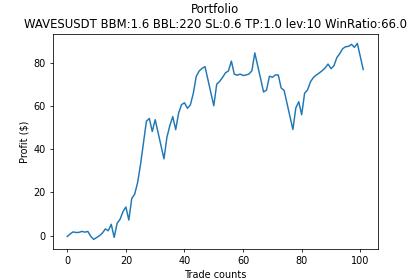 Portfolio
WAVESUSDT BBM:1.6 BBL:220 SL:0.6 TP:1.0 lev:10 WinRatio:66.0
Profit ($)
80
60
40
20
0
0 20 40 60 80 100
Trade counts